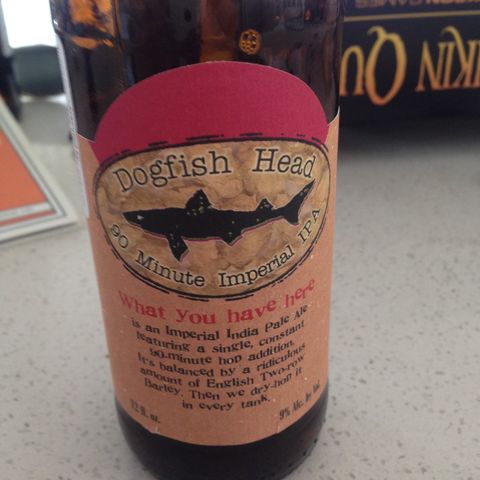 Dogfish Head
90 Minute Imperial IPA
What you have here
is an Imperial India Pale Ale
featuring a single, constant
90-minute hop addition.
It's balanced by a ridiculous
amount of English Two-row
Barley. Then we dry-hop it
in every tank.
12 fl. oz.
9% Alc. by Vol.